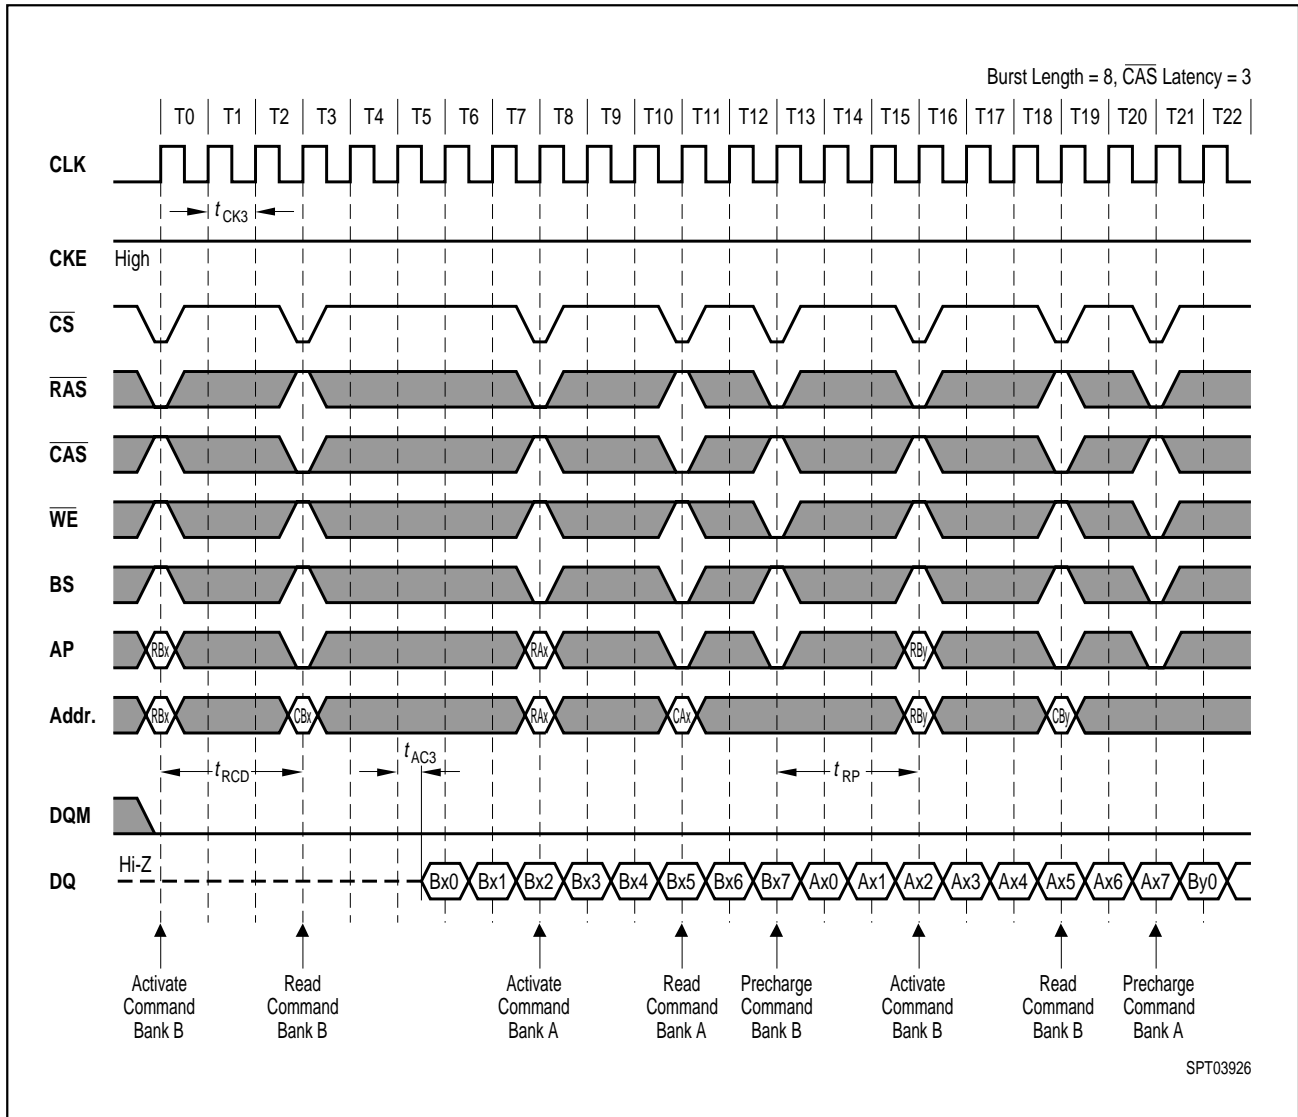 Burst Length = 8, CAS Latency = 3
T0 T1 T2 T3 T4 T5 T6 T7 T8 T9 T10 T11 T12 T13 T14 T15 T16 T17 T18 T19 T20 T21 T22
CLK
t CK3
CKE High
CS
RAS
CAS
WE
BS
AP RBx RAx RBy
Addr. RBx CBx RAx CAx RBy CBy
t RCD t AC3 t RP
DQM
Hi-Z
DQ Bx0 Bx1 Bx2 Bx3 Bx4 Bx5 Bx6 Bx7 Ax0 Ax1 Ax2 Ax3 Ax4 Ax5 Ax6 Ax7 By0
Activate Command Bank B
Read Command Bank B
Activate Command Bank A
Read Command Bank A
Precharge Command Bank B
Activate Command Bank B
Read Command Bank B
Precharge Command Bank A
SPT03926